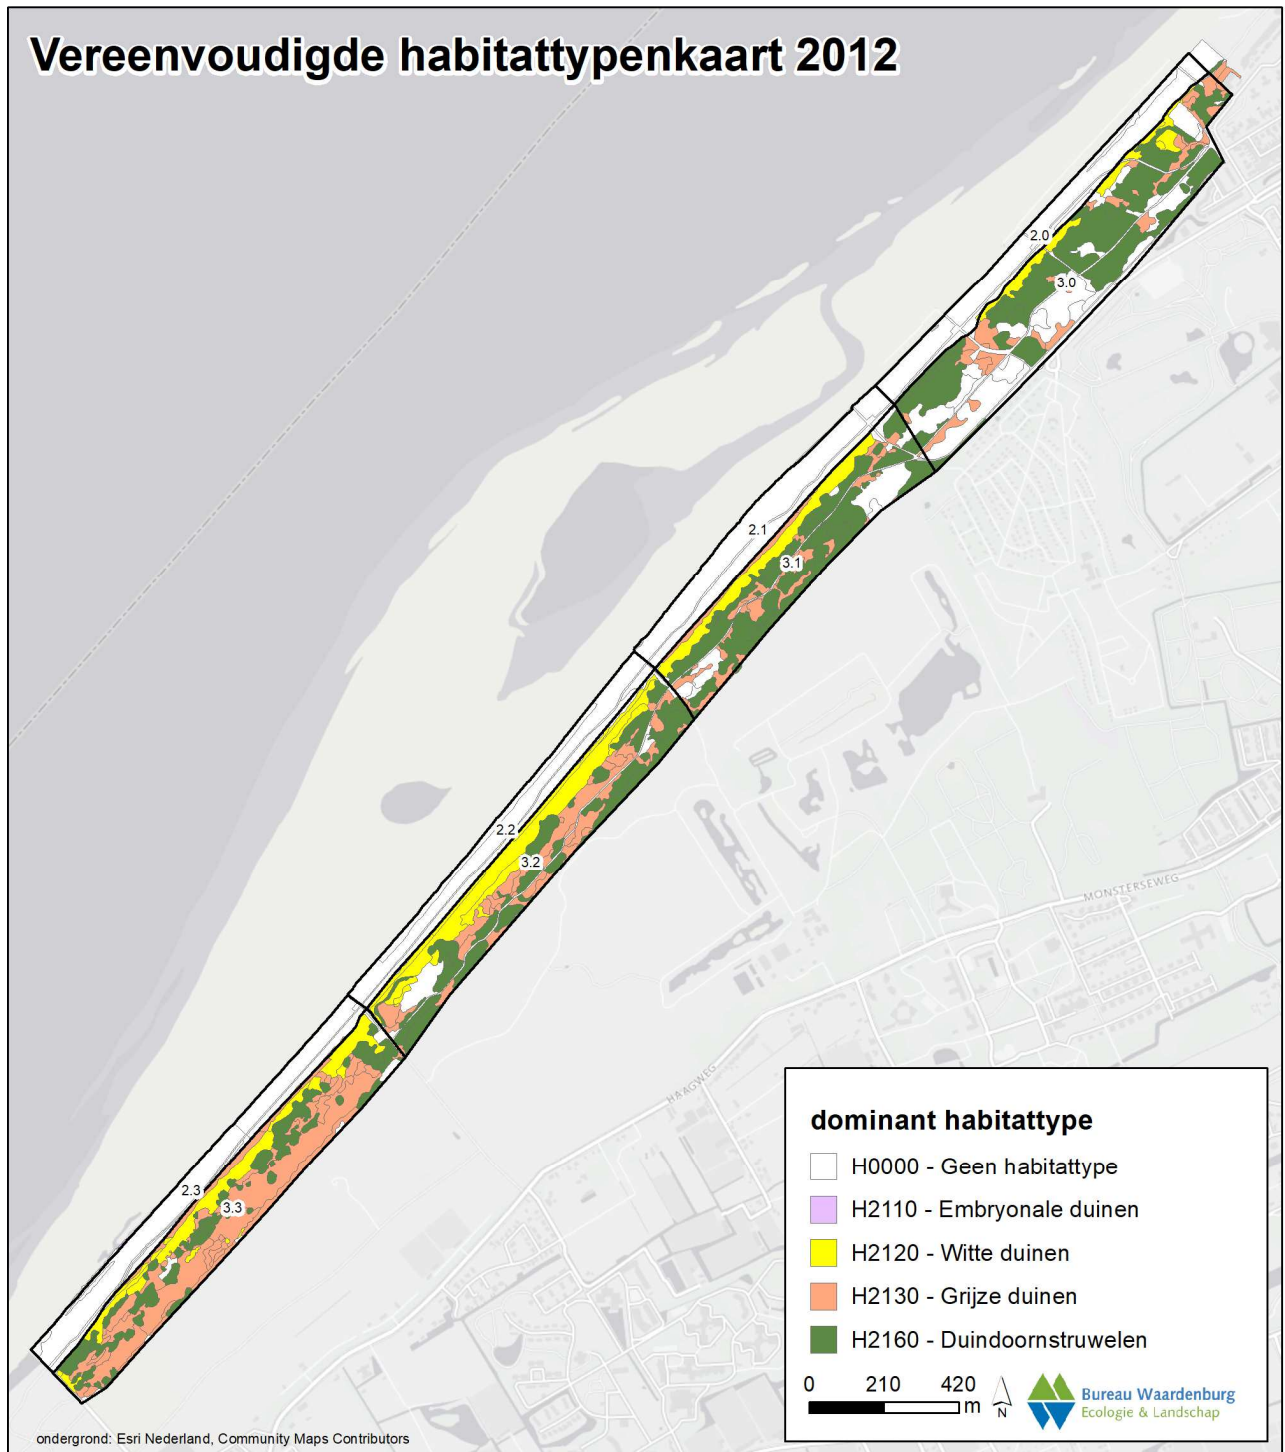 Vereenvoudigde habitattypenkaart 2012
2.0
3.0
2.1
3.1
2.2
3.2
MONSTERSEWEG
HAAGWEG
2.3
3.3
dominant habitattype
H0000 - Geen habitattype
H2110 - Embryonale duinen
H2120 - Witte duinen
H2130 - Grijze duinen
H2160 - Duindoornstruwelen
0 210 420
m
N
Bureau Waardenburg
Ecologie & Landschap
ondergrond: Esri Nederland, Community Maps Contributors